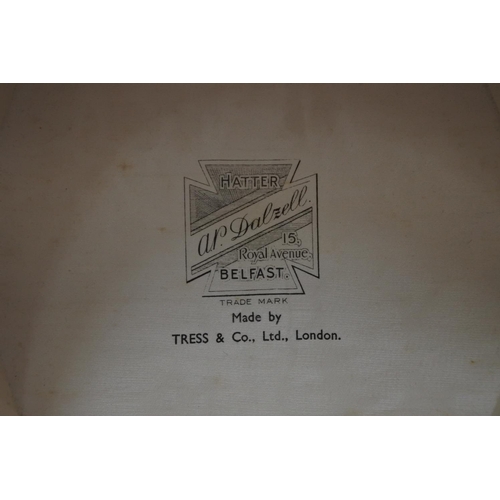 HATTER
A.P. Dalzell.
15,
Royal Avenue,
BELFAST.
TRADE MARK
Made by
TRESS & Co., Ltd., London.